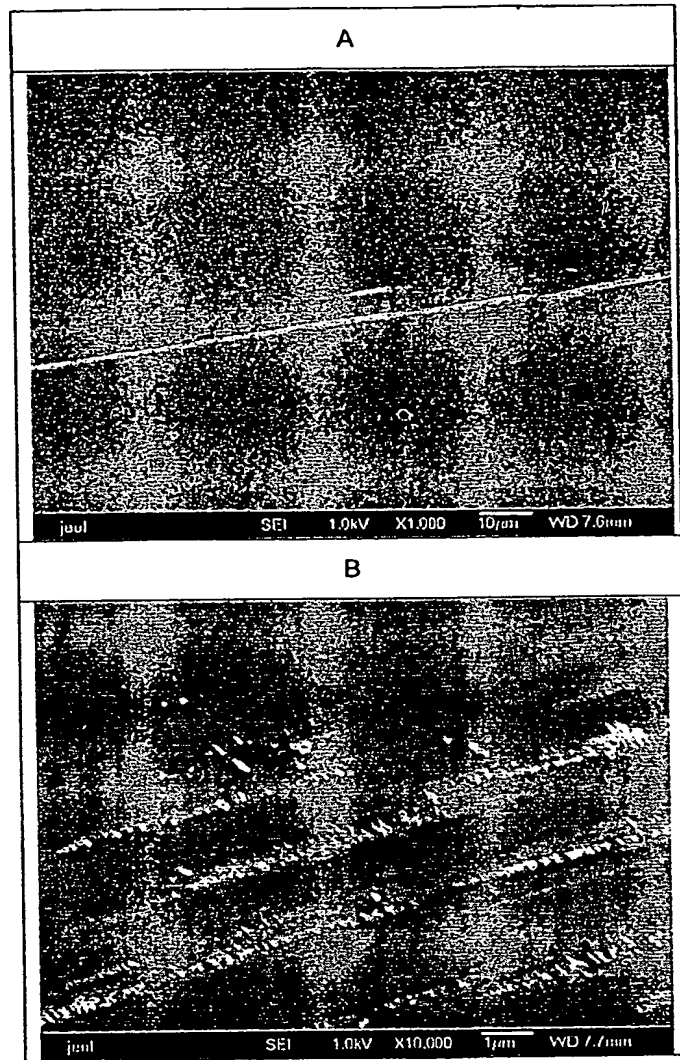 A
jeol SEI 1.0kV X1,000 10µm WD 7.6mm
B
jeol SEI 1.0kV X10,000 1µm WD 7.7mm